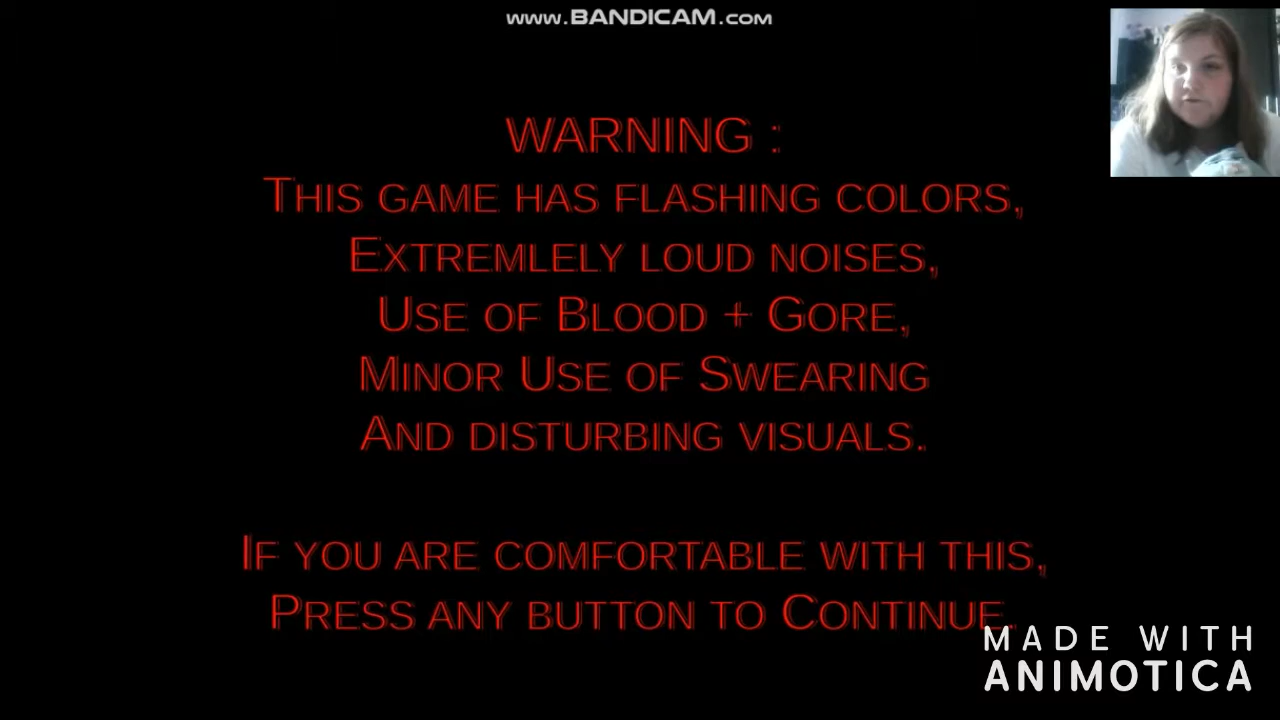 www.BANDICAM.com
WARNING :
THIS GAME HAS FLASHING COLORS,
EXTREMLELY LOUD NOISES,
USE OF BLOOD + GORE,
MINOR USE OF SWEARING
AND DISTURBING VISUALS.
IF YOU ARE COMFORTABLE WITH THIS,
PRESS ANY BUTTON TO CONTINUE.
MADE WITH
ANIMOTICA